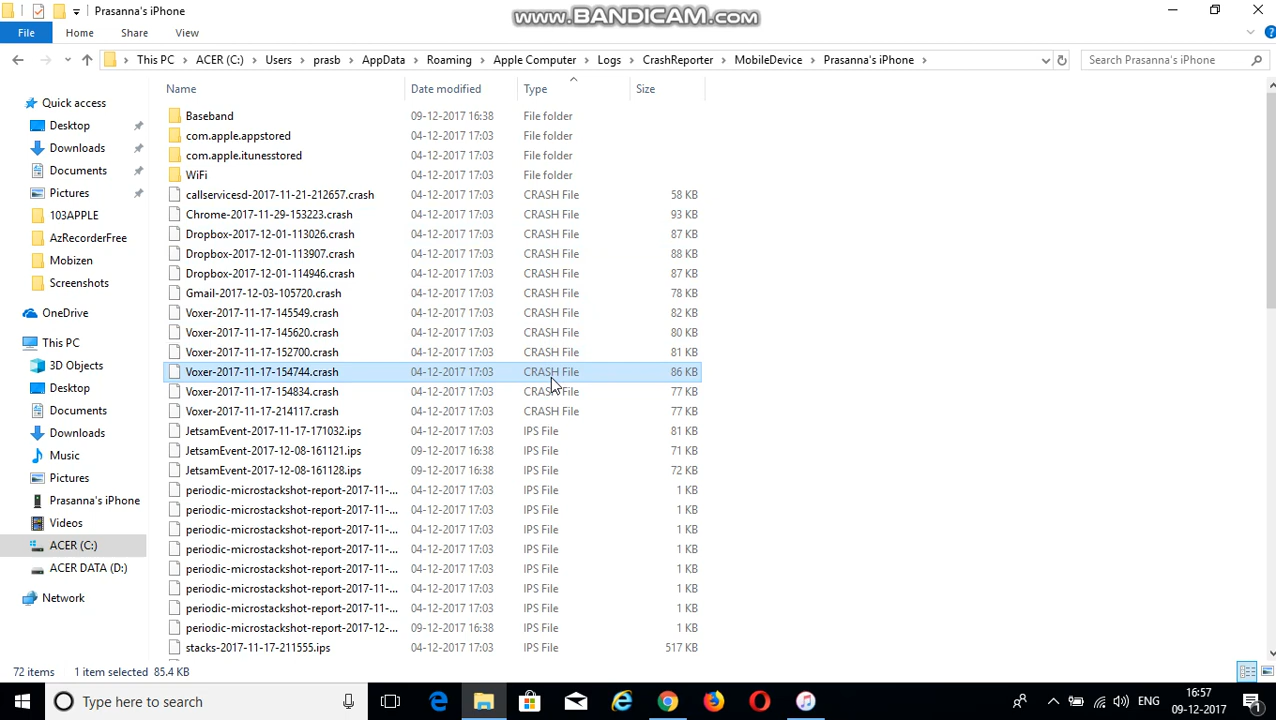 Prasanna's iPhone
www.BANDICAM.com
File Home Share View
This PC ACER (C:) Users prasb AppData Roaming Apple Computer Logs CrashReporter MobileDevice Prasanna's iPhone
Search Prasanna's iPhone
Name Date modified Type Size
Quick access
Desktop
Downloads
Documents
Pictures
103APPLE
AzRecorderFree
Mobizen
Screenshots
OneDrive
This PC
3D Objects
Desktop
Documents
Downloads
Music
Pictures
Prasanna's iPhone
Videos
ACER (C:)
ACER DATA (D:)
Network
Baseband 09-12-2017 16:38 File folder
com.apple.appstored 04-12-2017 17:03 File folder
com.apple.itunesstored 04-12-2017 17:03 File folder
WiFi 04-12-2017 17:03 File folder
callservicesd-2017-11-21-212657.crash 04-12-2017 17:03 CRASH File 58 KB
Chrome-2017-11-29-153223.crash 04-12-2017 17:03 CRASH File 93 KB
Dropbox-2017-12-01-113026.crash 04-12-2017 17:03 CRASH File 87 KB
Dropbox-2017-12-01-113907.crash 04-12-2017 17:03 CRASH File 88 KB
Dropbox-2017-12-01-114946.crash 04-12-2017 17:03 CRASH File 87 KB
Gmail-2017-12-03-105720.crash 04-12-2017 17:03 CRASH File 78 KB
Voxer-2017-11-17-145549.crash 04-12-2017 17:03 CRASH File 82 KB
Voxer-2017-11-17-145620.crash 04-12-2017 17:03 CRASH File 80 KB
Voxer-2017-11-17-152700.crash 04-12-2017 17:03 CRASH File 81 KB
Voxer-2017-11-17-154744.crash 04-12-2017 17:03 CRASH File 86 KB
Voxer-2017-11-17-154834.crash 04-12-2017 17:03 CRASH File 77 KB
Voxer-2017-11-17-214117.crash 04-12-2017 17:03 CRASH File 77 KB
JetsamEvent-2017-11-17-171032.ips 04-12-2017 17:03 IPS File 81 KB
JetsamEvent-2017-12-08-161121.ips 09-12-2017 16:38 IPS File 71 KB
JetsamEvent-2017-12-08-161128.ips 09-12-2017 16:38 IPS File 72 KB
periodic-microstackshot-report-2017-11-... 04-12-2017 17:03 IPS File 1 KB
periodic-microstackshot-report-2017-11-... 04-12-2017 17:03 IPS File 1 KB
periodic-microstackshot-report-2017-11-... 04-12-2017 17:03 IPS File 1 KB
periodic-microstackshot-report-2017-11-... 04-12-2017 17:03 IPS File 1 KB
periodic-microstackshot-report-2017-11-... 04-12-2017 17:03 IPS File 1 KB
periodic-microstackshot-report-2017-11-... 04-12-2017 17:03 IPS File 1 KB
periodic-microstackshot-report-2017-11-... 04-12-2017 17:03 IPS File 1 KB
periodic-microstackshot-report-2017-12-... 09-12-2017 16:38 IPS File 1 KB
stacks-2017-11-17-211555.ips 04-12-2017 17:03 IPS File 517 KB
72 items 1 item selected 85.4 KB
Type here to search
ENG
16:57
09-12-2017
1